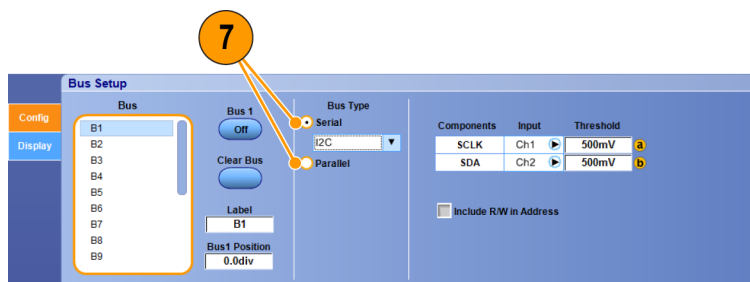 7
Bus Setup
Config
Display
Bus
B1
B2
B3
B4
B5
B6
B7
B8
B9
Bus 1
Off
Clear Bus
Label
B1
Bus1 Position
0.0div
Bus Type
Serial
I2C
Parallel
Components Input Threshold
SCLK Ch1 500mV a
SDA Ch2 500mV b
Include R/W in Address